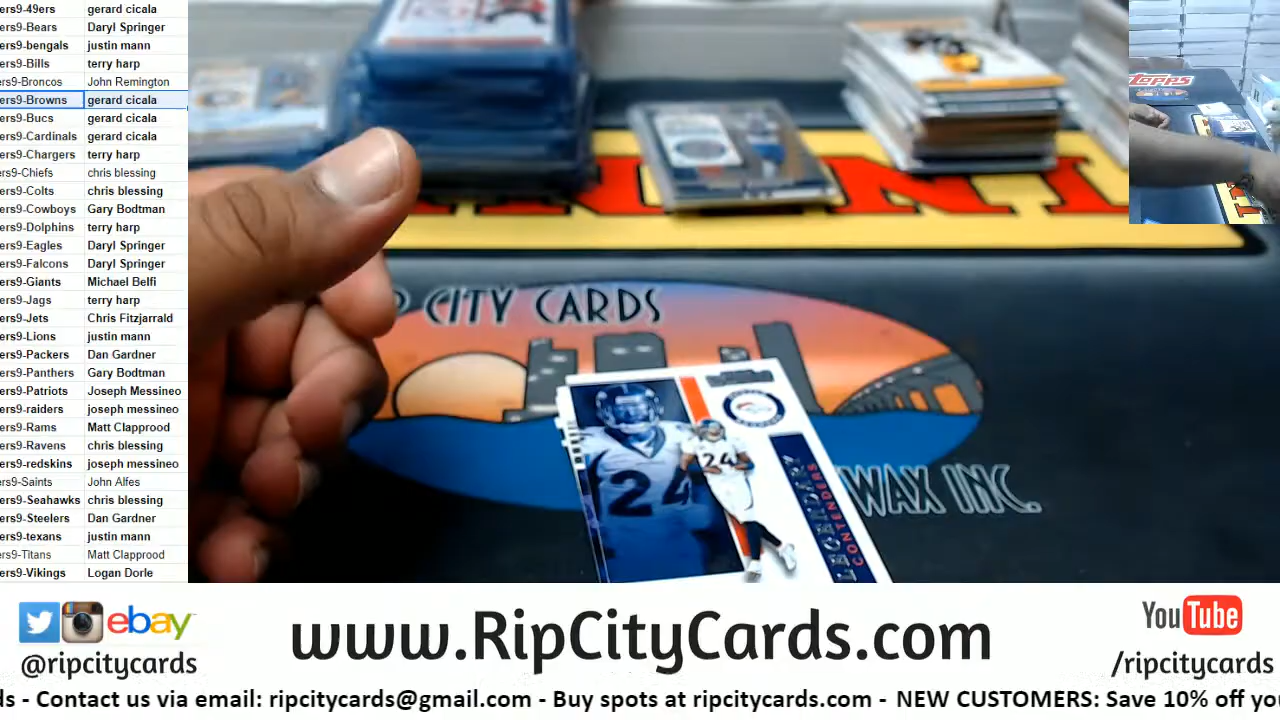 ers9-49ers gerard cicala
ers9-Bears Daryl Springer
ers9-bengals justin mann
ers9-Bills terry harp
ers9-Broncos John Remington
ers9-Browns gerard cicala
ers9-Bucs gerard cicala
ers9-Cardinals gerard cicala
ers9-Chargers terry harp
ers9-Chiefs chris blessing
ers9-Colts chris blessing
ers9-Cowboys Gary Bodtman
ers9-Dolphins terry harp
ers9-Eagles Daryl Springer
ers9-Falcons Daryl Springer
ers9-Giants Michael Belfi
ers9-Jags terry harp
ers9-Jets Chris Fitzjarrald
ers9-Lions justin mann
ers9-Packers Dan Gardner
ers9-Panthers Gary Bodtman
ers9-Patriots Joseph Messineo
ers9-raiders joseph messineo
ers9-Rams Matt Clapprood
ers9-Ravens chris blessing
ers9-redskins joseph messineo
ers9-Saints John Alfes
ers9-Seahawks chris blessing
ers9-Steelers Dan Gardner
ers9-texans justin mann
ers9-Titans Matt Clapprood
ers9-Vikings Logan Dorle
Topps
P CITY CARDS
WAX INC.
24
24
LEGENDARY
CONTENDERS
ebay
@ripcitycards
www.RipCityCards.com
YouTube
/ripcitycards
ds - Contact us via email: ripcitycards@gmail.com - Buy spots at ripcitycards.com - NEW CUSTOMERS: Save 10% off you